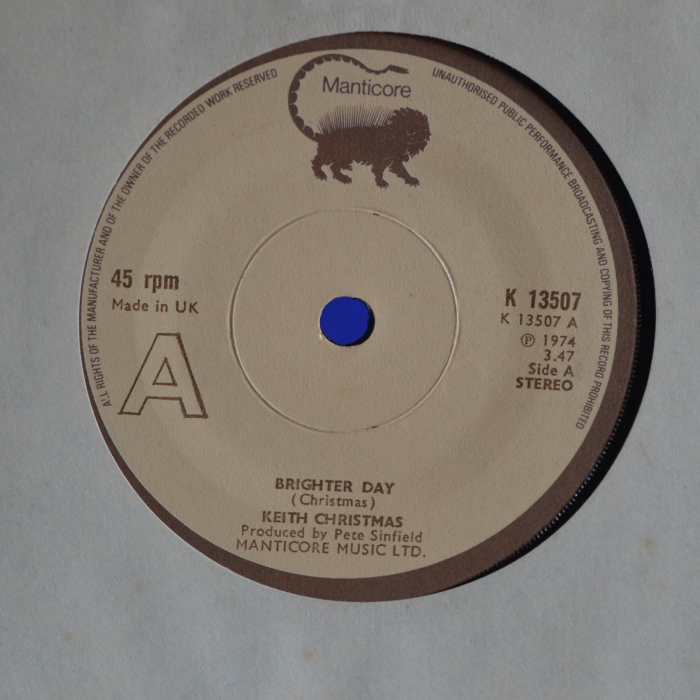 Manticore
ALL RIGHTS OF THE MANUFACTURER AND OF THE OWNER OF THE RECORDED WORK RESERVED
UNAUTHORISED PUBLIC PERFORMANCE BROADCASTING AND COPYING OF THIS RECORD PROHIBITED
45 rpm
Made in UK
A
K 13507
K 13507 A
℗ 1974
3.47
Side A
STEREO
BRIGHTER DAY
(Christmas)
KEITH CHRISTMAS
Produced by Pete Sinfield
MANTICORE MUSIC LTD.